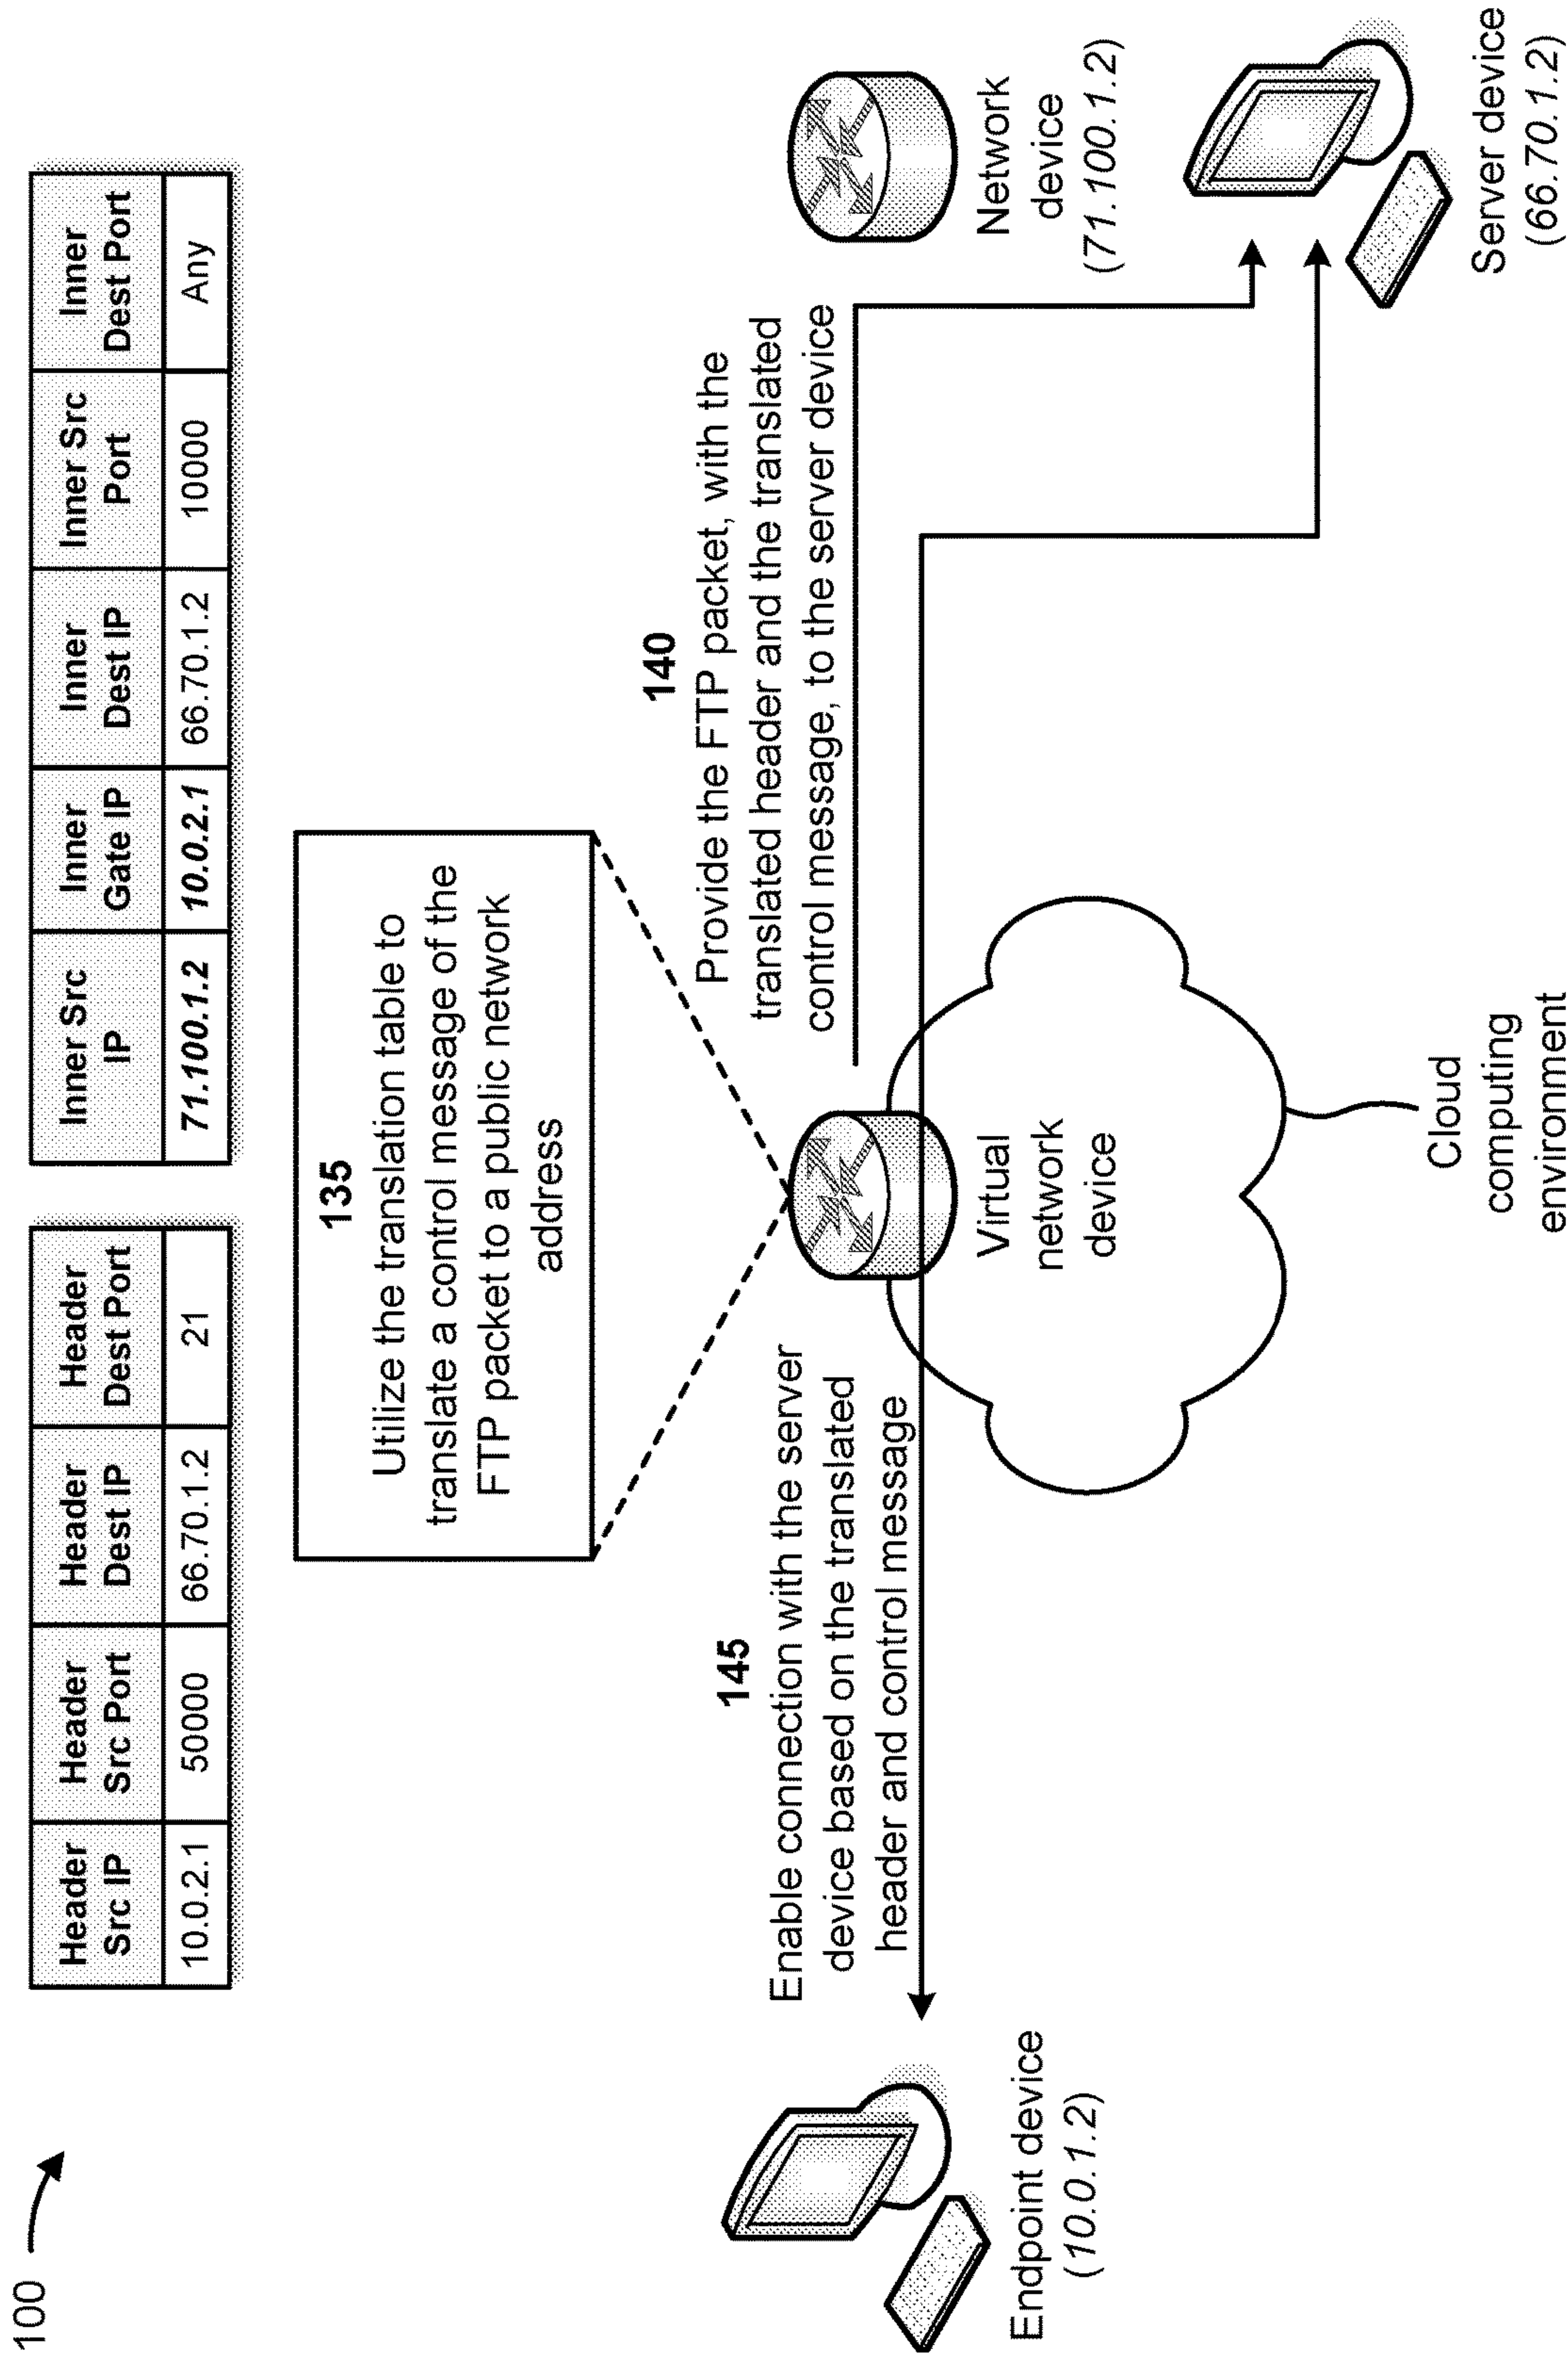 100
Header Src IP | Header Src Port | Header Dest IP | Header Dest Port
10.0.2.1 | 50000 | 66.70.1.2 | 21
Inner Src IP | Inner Gate IP | Inner Dest IP | Inner Src Port | Inner Dest Port
71.100.1.2 | 10.0.2.1 | 66.70.1.2 | 10000 | Any
135
Utilize the translation table to
translate a control message of the
FTP packet to a public network
address
140
Provide the FTP packet, with the
translated header and the translated
control message, to the server device
145
Enable connection with the server
device based on the translated
header and control message
Endpoint device
(10.0.1.2)
Virtual
network
device
Network
device
(71.100.1.2)
Server device
(66.70.1.2)
Cloud
computing
environment